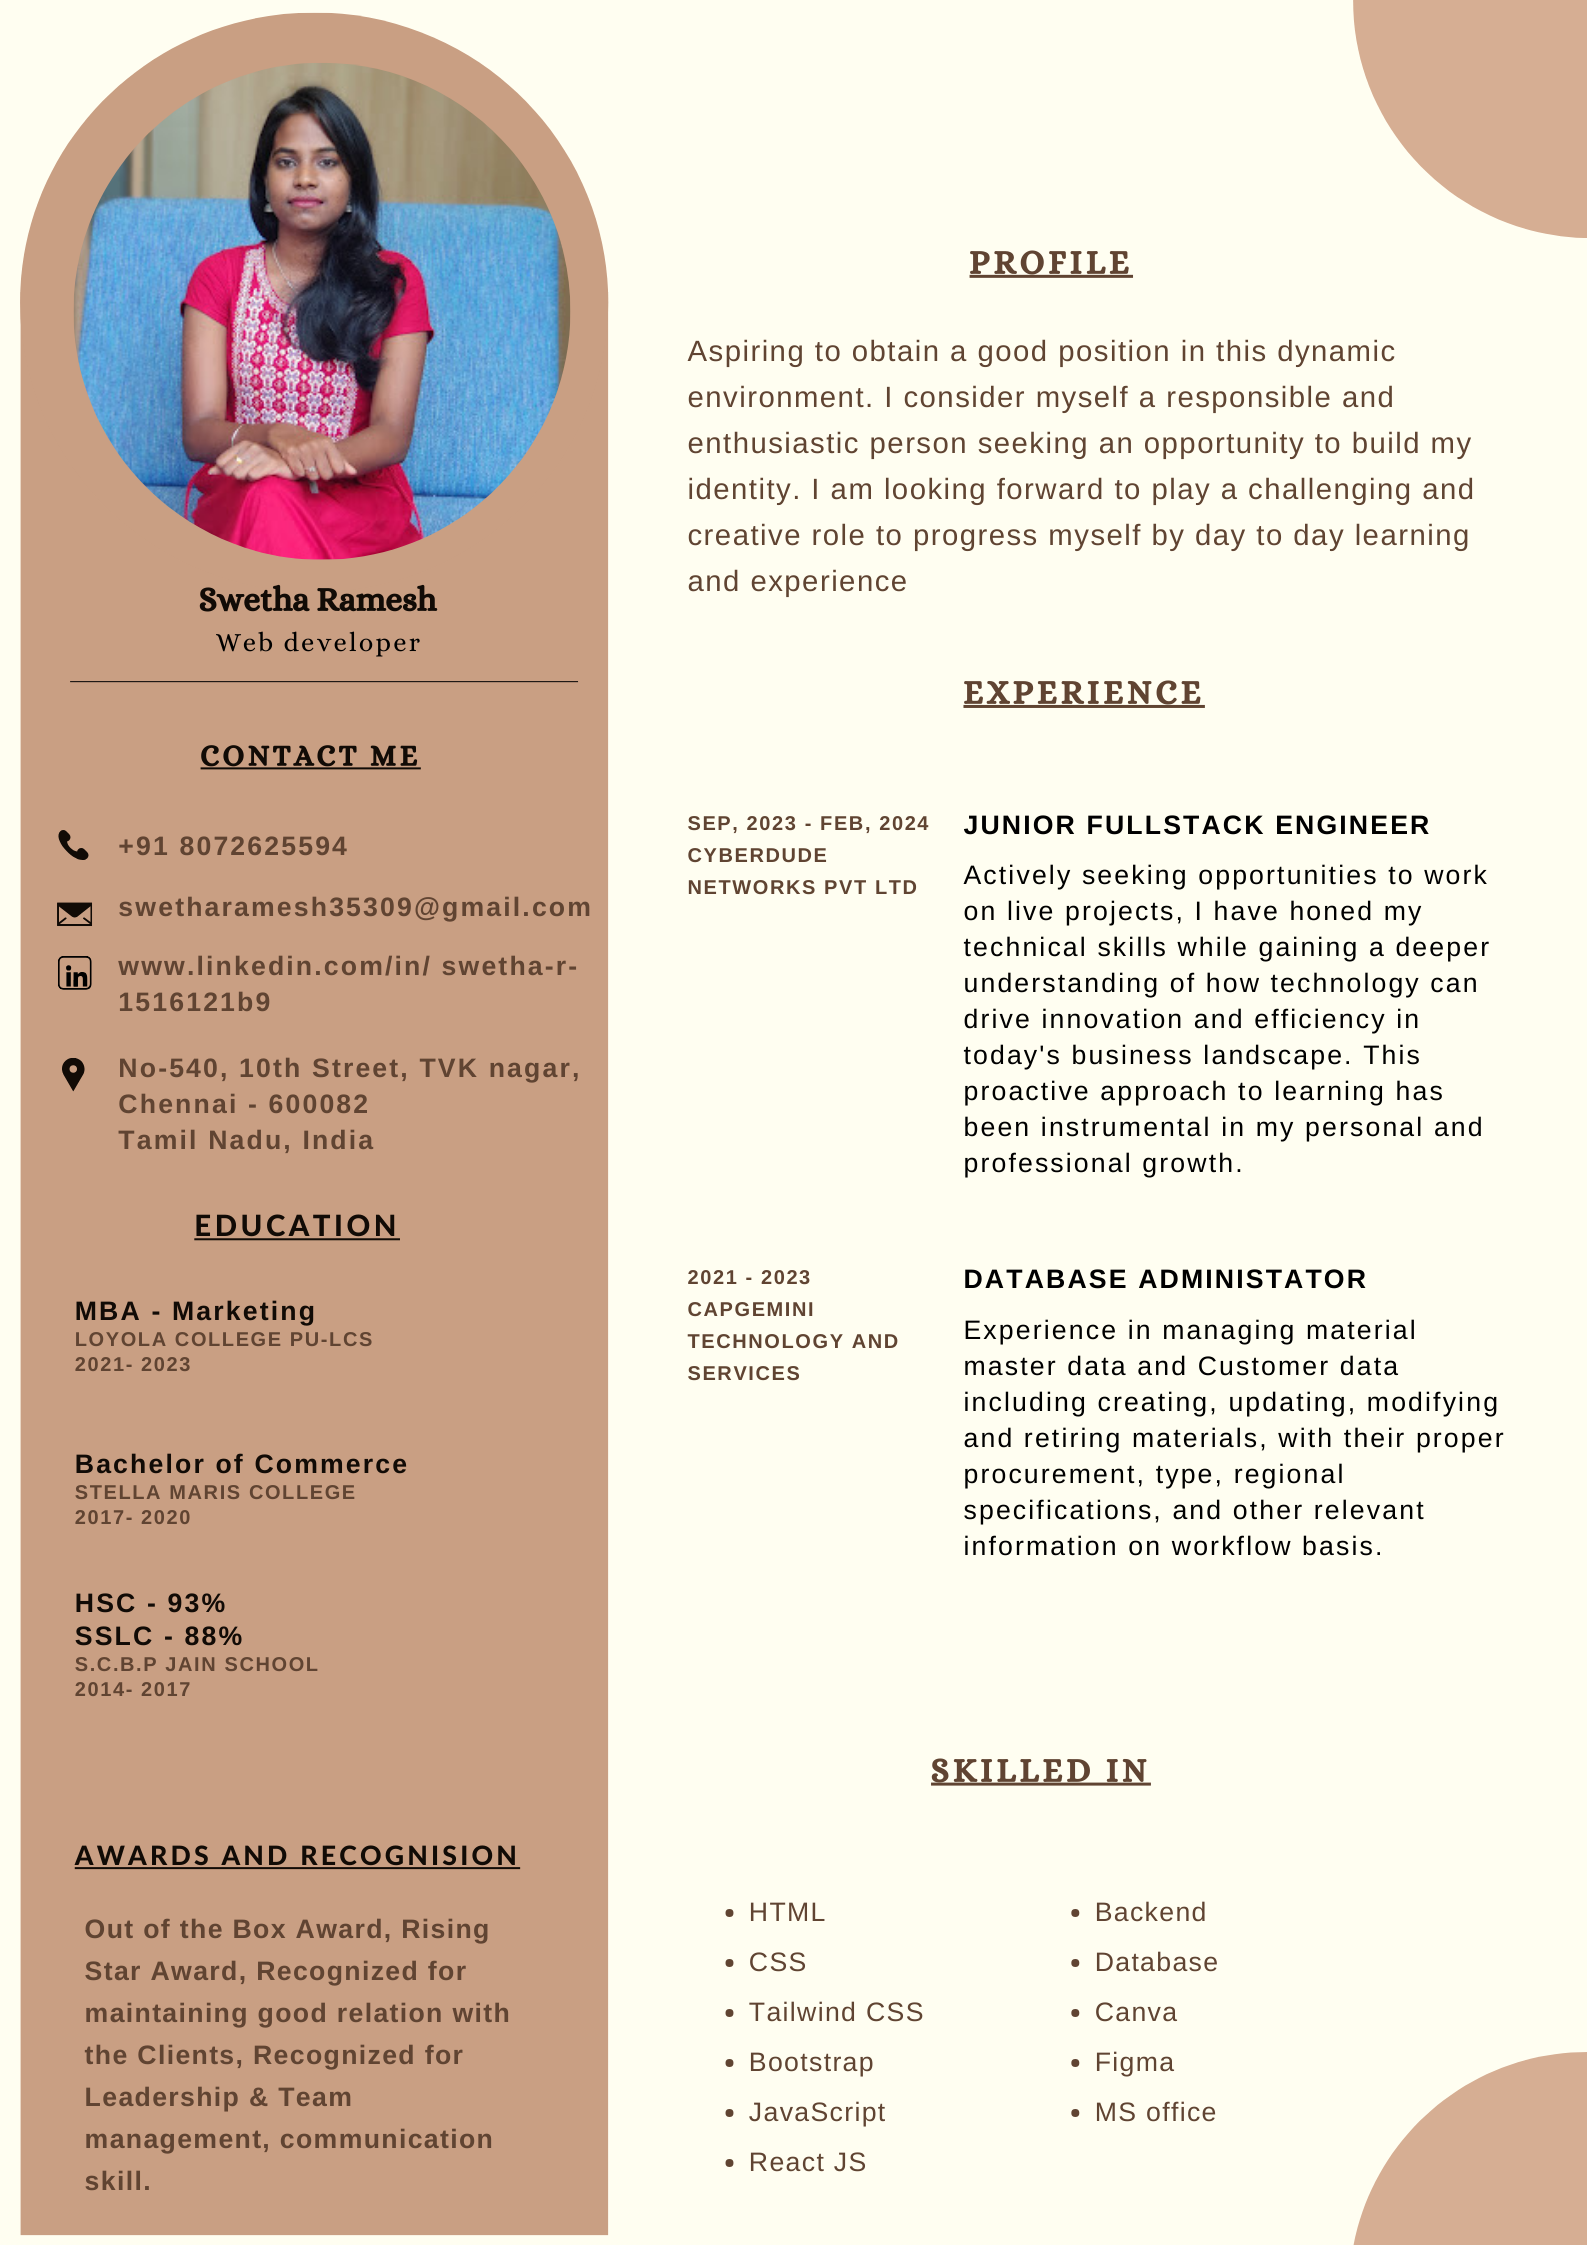 Swetha Ramesh
Web developer
CONTACT ME
+91 8072625594
swetharamesh35309@gmail.com
www.linkedin.com/in/ swetha-r-
1516121b9
No-540, 10th Street, TVK nagar,
Chennai - 600082
Tamil Nadu, India
EDUCATION
MBA - Marketing
LOYOLA COLLEGE PU-LCS
2021- 2023
Bachelor of Commerce
STELLA MARIS COLLEGE
2017- 2020
HSC - 93%
SSLC - 88%
S.C.B.P JAIN SCHOOL
2014- 2017
AWARDS AND RECOGNISION
Out of the Box Award, Rising
Star Award, Recognized for
maintaining good relation with
the Clients, Recognized for
Leadership & Team
management, communication
skill.
PROFILE
Aspiring to obtain a good position in this dynamic
environment. I consider myself a responsible and
enthusiastic person seeking an opportunity to build my
identity. I am looking forward to play a challenging and
creative role to progress myself by day to day learning
and experience
EXPERIENCE
SEP, 2023 - FEB, 2024
CYBERDUDE
NETWORKS PVT LTD
JUNIOR FULLSTACK ENGINEER
Actively seeking opportunities to work
on live projects, I have honed my
technical skills while gaining a deeper
understanding of how technology can
drive innovation and efficiency in
today's business landscape. This
proactive approach to learning has
been instrumental in my personal and
professional growth.
2021 - 2023
CAPGEMINI
TECHNOLOGY AND
SERVICES
DATABASE ADMINISTATOR
Experience in managing material
master data and Customer data
including creating, updating, modifying
and retiring materials, with their proper
procurement, type, regional
specifications, and other relevant
information on workflow basis.
SKILLED IN
• HTML
• CSS
• Tailwind CSS
• Bootstrap
• JavaScript
• React JS
• Backend
• Database
• Canva
• Figma
• MS office